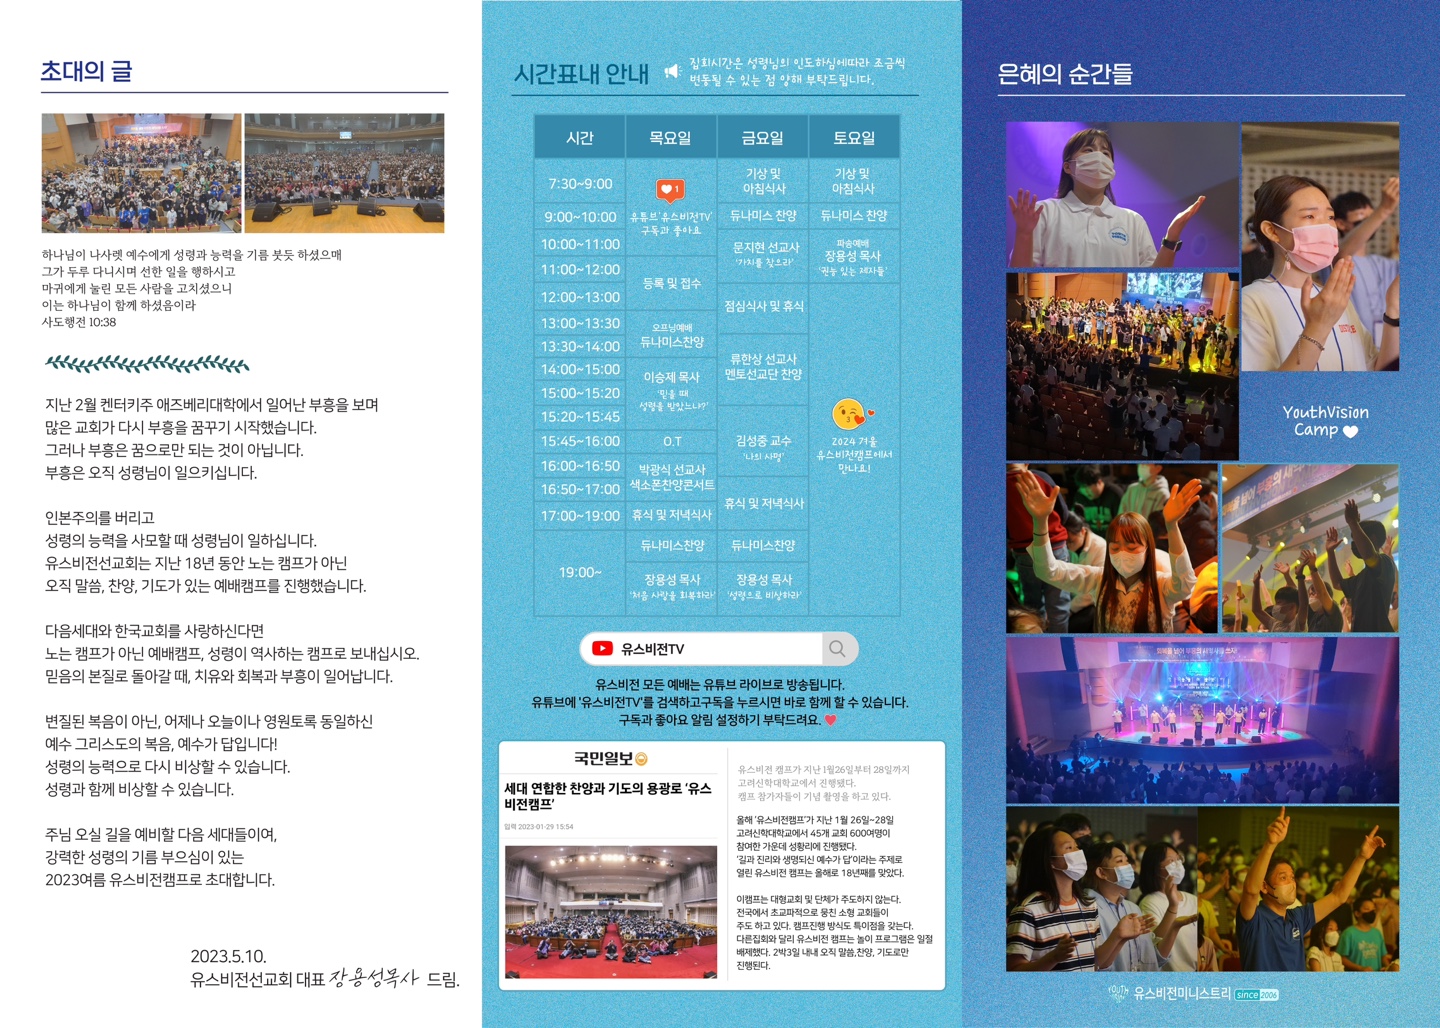 초대의 글
하나님이 나사렛 예수에게 성령과 능력을 기름 붓듯 하셨으매
그가 두루 다니시며 선한 일을 행하시고
마귀에게 눌린 모든 사람을 고치셨으니
이는 하나님이 함께 하셨음이라
사도행전 10:38
지난 2월 켄터키주 애즈베리대학에서 일어난 부흥을 보며
많은 교회가 다시 부흥을 꿈꾸기 시작했습니다.
그러나 부흥은 꿈으로만 되는 것이 아닙니다.
부흥은 오직 성령님이 일으키십니다.
인본주의를 버리고
성령의 능력을 사모할 때 성령님이 일하십니다.
유스비전선교회는 지난 18년 동안 노는 캠프가 아닌
오직 말씀, 찬양, 기도가 있는 예배캠프를 진행했습니다.
다음세대와 한국교회를 사랑하신다면
노는 캠프가 아닌 예배캠프, 성령이 역사하는 캠프로 보내십시오.
믿음의 본질로 돌아갈 때, 치유와 회복과 부흥이 일어납니다.
변질된 복음이 아닌, 어제나 오늘이나 영원토록 동일하신
예수 그리스도의 복음, 예수가 답입니다!
성령의 능력으로 다시 비상할 수 있습니다.
성령과 함께 비상할 수 있습니다.
주님 오실 길을 예비할 다음 세대들이여,
강력한 성령의 기름 부으심이 있는
2023여름 유스비전캠프로 초대합니다.
2023.5.10.
유스비전선교회 대표 장용성목사 드림.
시간표내 안내
집회시간은 성령님의 인도하심에따라 조금씩
변동될 수 있는 점 양해 부탁드립니다.
시간 목요일 금요일 토요일
7:30~9:00
1
기상 및
아침식사
기상 및
아침식사
9:00~10:00
유튜브'유스비전TV'
구독과 좋아요
듀나미스 찬양
듀나미스 찬양
10:00~11:00
문지현 선교사
'가치를 찾으라'
파송예배
장용성 목사
'권능 있는 제자들'
11:00~12:00
등록 및 접수
12:00~13:00
점심식사 및 휴식
13:00~13:30
오프닝예배
듀나미스찬양
13:30~14:00
류한상 선교사
멘토선교단 찬양
14:00~15:00
이승제 목사
'믿을 때
성령을 받았느냐?'
15:00~15:20
15:20~15:45
15:45~16:00
O.T
김성중 교수
'나의 사명'
2024 겨울
유스비전캠프에서
만나요!
16:00~16:50
박광식 선교사
색소폰찬양콘서트
16:50~17:00
17:00~19:00
휴식 및 저녁식사
휴식 및 저녁식사
19:00~
듀나미스찬양
듀나미스찬양
장용성 목사
'처음 사랑을 회복하라'
장용성 목사
'성령으로 비상하라'
유스비전TV
유스비전 모든 예배는 유튜브 라이브로 방송됩니다.
유튜브에 '유스비전TV'를 검색하고구독을 누르시면 바로 함께 할 수 있습니다.
구독과 좋아요 알림 설정하기 부탁드려요.
국민일보
세대 연합한 찬양과 기도의 용광로 '유스
비전캠프'
입력 2023-01-29 15:54
유스비전 캠프가 지난 1월26일부터 28일까지
고려신학대학교에서 진행됐다.
캠프 참가자들이 기념 촬영을 하고 있다.
올해 '유스비전캠프'가 지난 1월 26일~28일
고려신학대학교에서 45개 교회 600여명이
참여한 가운데 성황리에 진행됐다.
'길과 진리와 생명되신 예수가 답'이라는 주제로
열린 유스비전 캠프는 올해로 18년째를 맞았다.
이캠프는 대형교회 및 단체가 주도하지 않는다.
전국에서 초교파적으로 뭉친 소형 교회들이
주도 하고 있다. 캠프진행 방식도 특이점을 갖는다.
다른집회와 달리 유스비전 캠프는 놀이 프로그램은 일절
배제했다. 2박3일 내내 오직 말씀,찬양, 기도로만
진행된다.
은혜의 순간들
YouthVision
Camp
유스비전미니스트리 since 2006